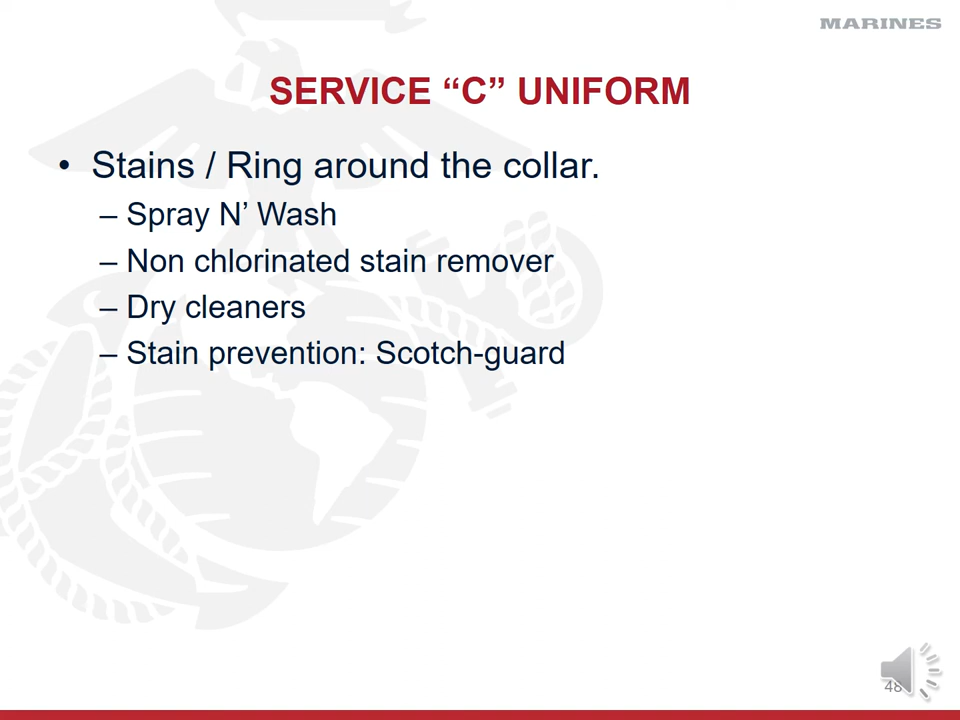 MARINES
SERVICE “C” UNIFORM
• Stains / Ring around the collar.
– Spray N’ Wash
– Non chlorinated stain remover
– Dry cleaners
– Stain prevention: Scotch-guard
48